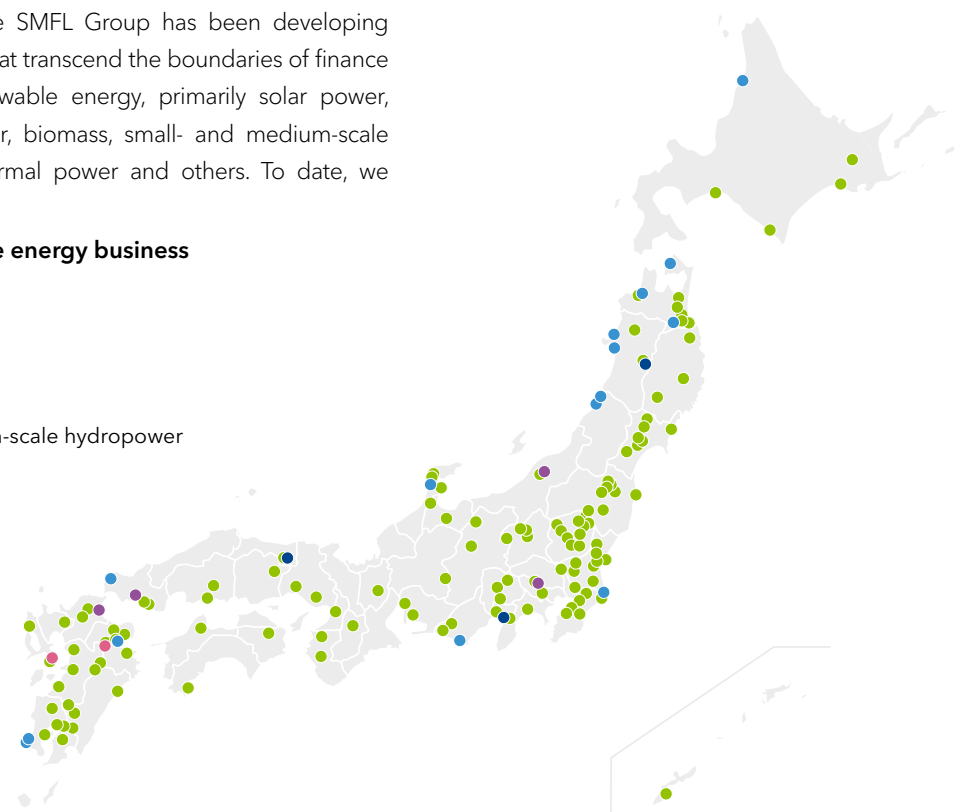 e SMFL Group has been developing
at transcend the boundaries of finance
wable energy, primarily solar power,
r, biomass, small- and medium-scale
rmal power and others. To date, we
e energy business
-scale hydropower